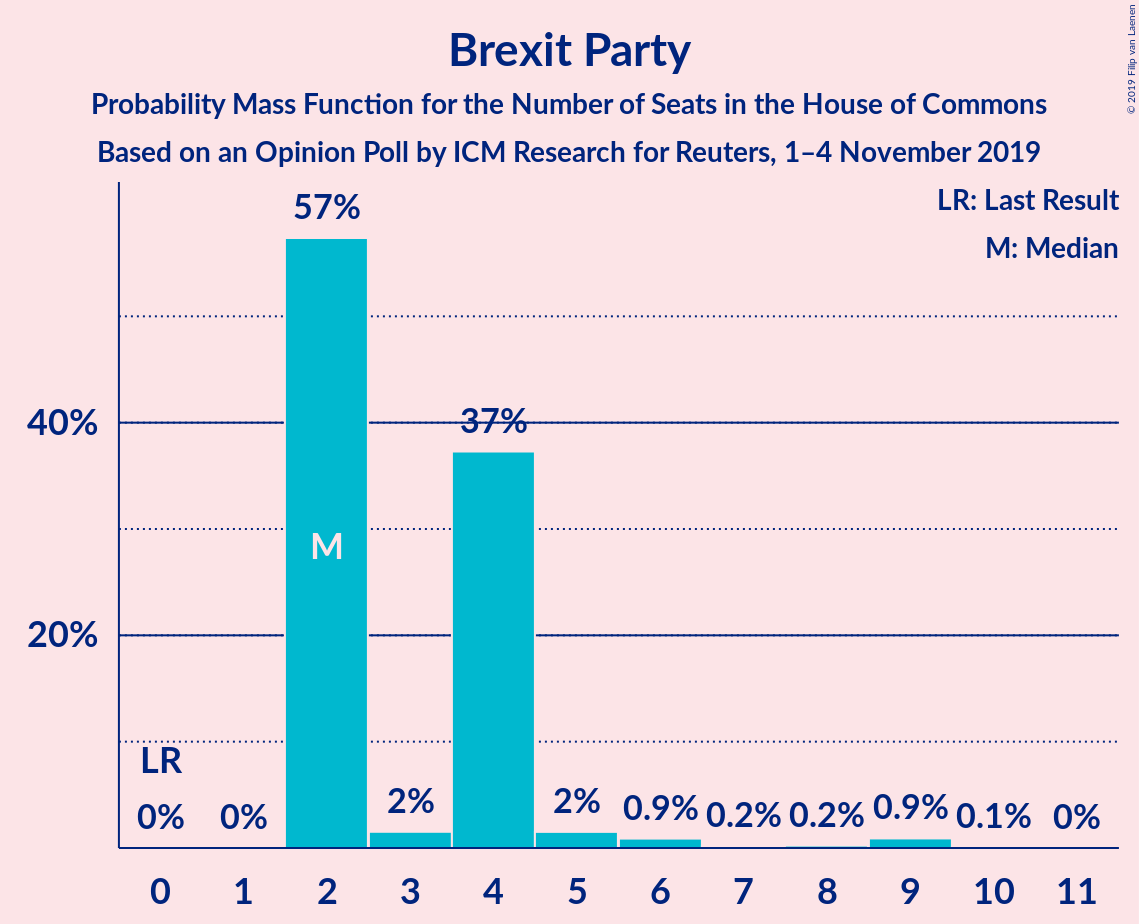 Brexit Party
Probability Mass Function for the Number of Seats in the House of Commons
Based on an Opinion Poll by ICM Research for Reuters, 1–4 November 2019
© 2019 Filip van Laenen
LR: Last Result
M: Median
57%
40%
37%
M
20%
LR
0% 0% 2% 2% 0.9% 0.2% 0.2% 0.9% 0.1% 0%
0 1 2 3 4 5 6 7 8 9 10 11